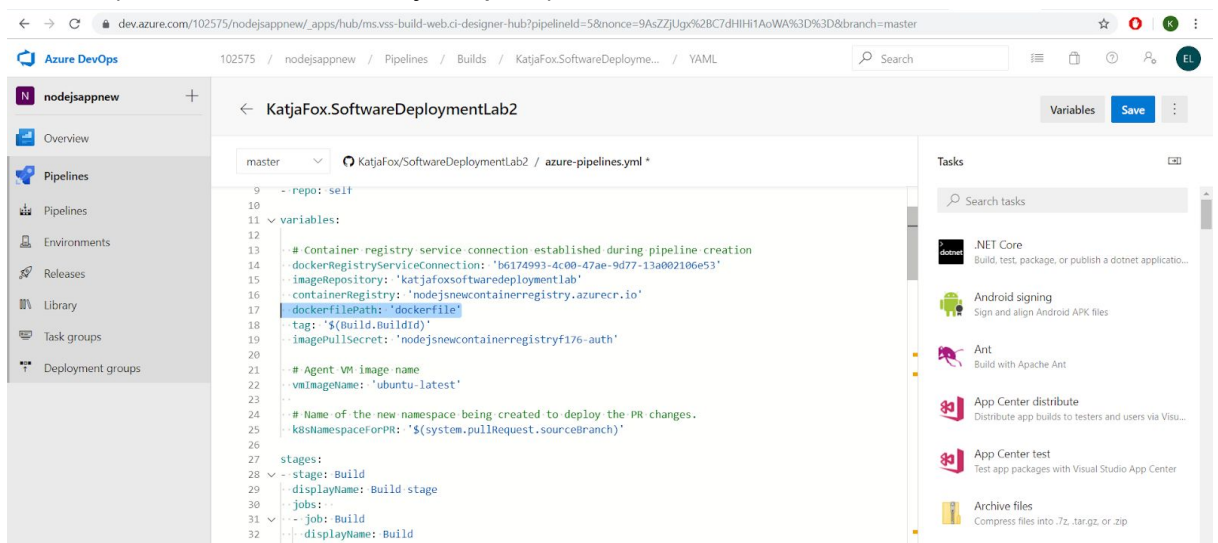 dev.azure.com/102575/nodejsappnew/_apps/hub/ms.vss-build-web.ci-designer-hub?pipelineId=5&nonce=9AsZZjUgx%2BC7dHIHi1AoWA%3D%3D&branch=master
K
Azure DevOps
102575 / nodejsappnew / Pipelines / Builds / KatjaFox.SoftwareDeployme... / YAML
Search
EL
N nodejsappnew
KatjaFox.SoftwareDeploymentLab2
Variables
Save
Overview
Pipelines
Pipelines
Environments
Releases
Library
Task groups
Deployment groups
master
KatjaFox/SoftwareDeploymentLab2 / azure-pipelines.yml *
9 - repo: self
10
11 variables:
12
13 # Container registry service connection established during pipeline creation
14 dockerRegistryServiceConnection: 'b6174993-4c00-47ae-9d77-13a002106e53'
15 imageRepository: 'katjafoxsoftwaredeploymentlab'
16 containerRegistry: 'nodejsnewcontainerregistry.azurecr.io'
17 dockerfilePath: 'dockerfile'
18 tag: '$(Build.BuildId)'
19 imagePullSecret: 'nodejsnewcontainerregistryf176-auth'
20
21 # Agent VM image name
22 vmImageName: 'ubuntu-latest'
23
24 # Name of the new namespace being created to deploy the PR changes.
25 k8sNamespaceForPR: '$(system.pullRequest.sourceBranch)'
26
27 stages:
28 - stage: Build
29 displayName: Build stage
30 jobs:
31 - job: Build
32 displayName: Build
Tasks
Search tasks
dotnet
.NET Core
Build, test, package, or publish a dotnet applicatio...
Android signing
Sign and align Android APK files
Ant
Build with Apache Ant
App Center distribute
Distribute app builds to testers and users via Visu...
App Center test
Test app packages with Visual Studio App Center
Archive files
Compress files into .7z, .tar.gz, or .zip